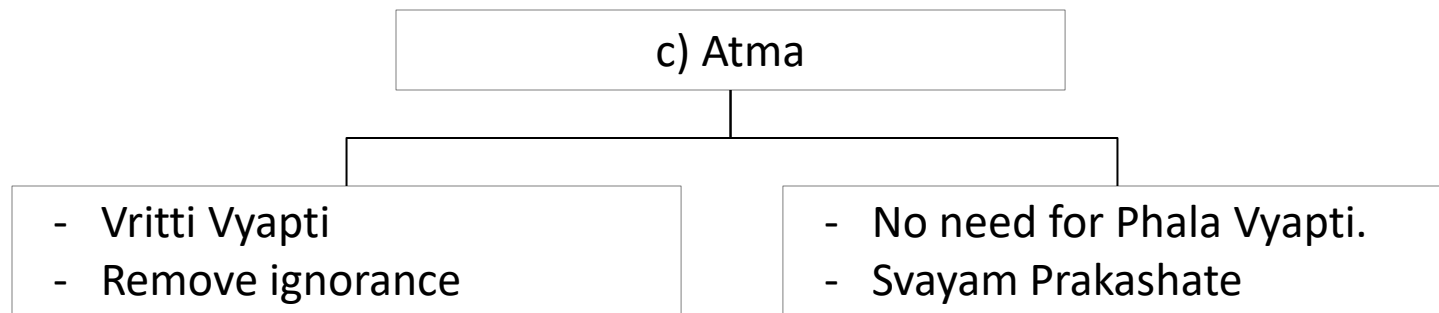 c) Atma
- Vritti Vyapti
- Remove ignorance
- No need for Phala Vyapti.
- Svayam Prakashate